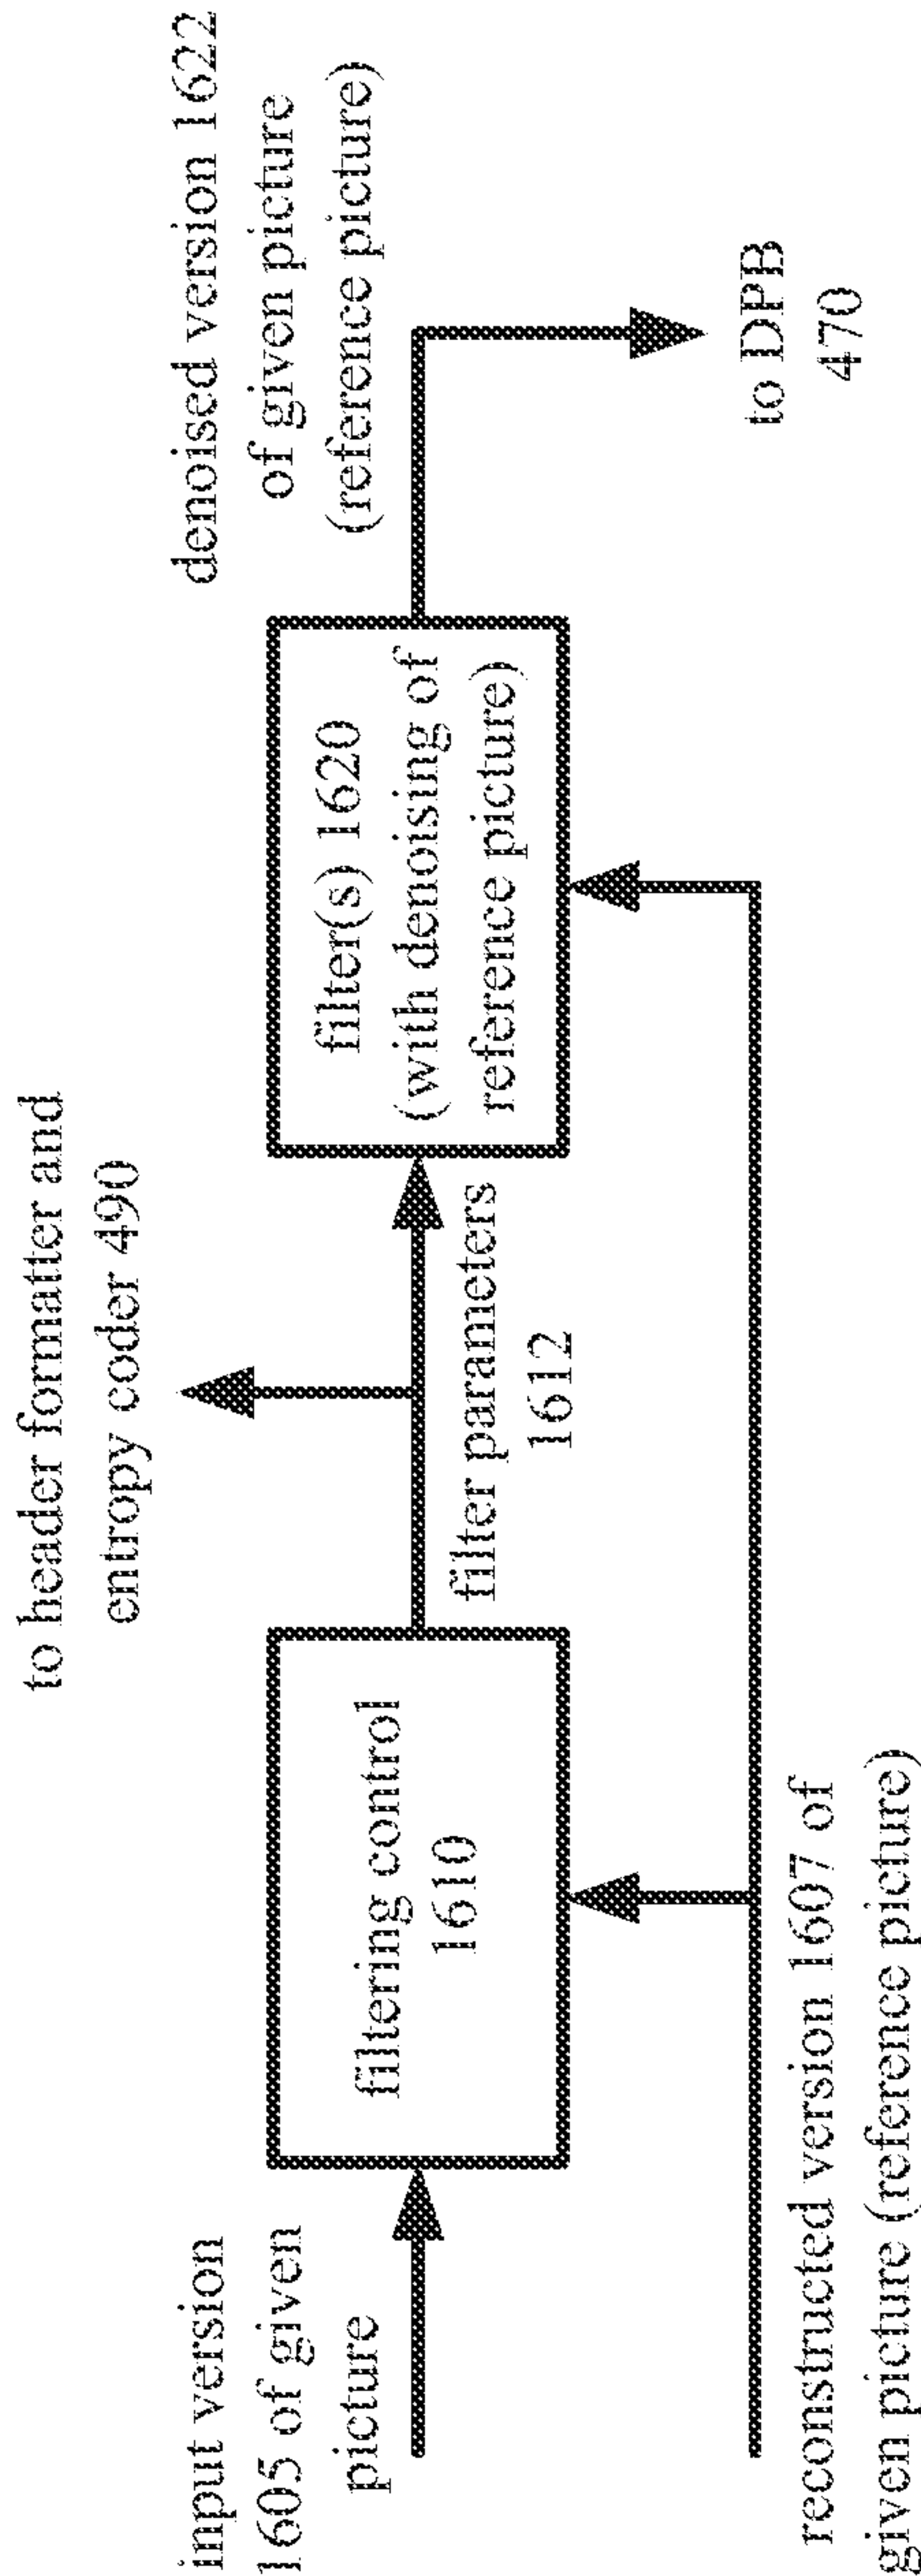 to header formatter and
entropy coder 490
input version
1605 of given
picture
filtering control
1610
filter parameters
1612
filter(s) 1620
(with denoising of
reference picture)
denoised version 1622
of given picture
(reference picture)
to DPB
470
reconstructed version 1607 of
given picture (reference picture)